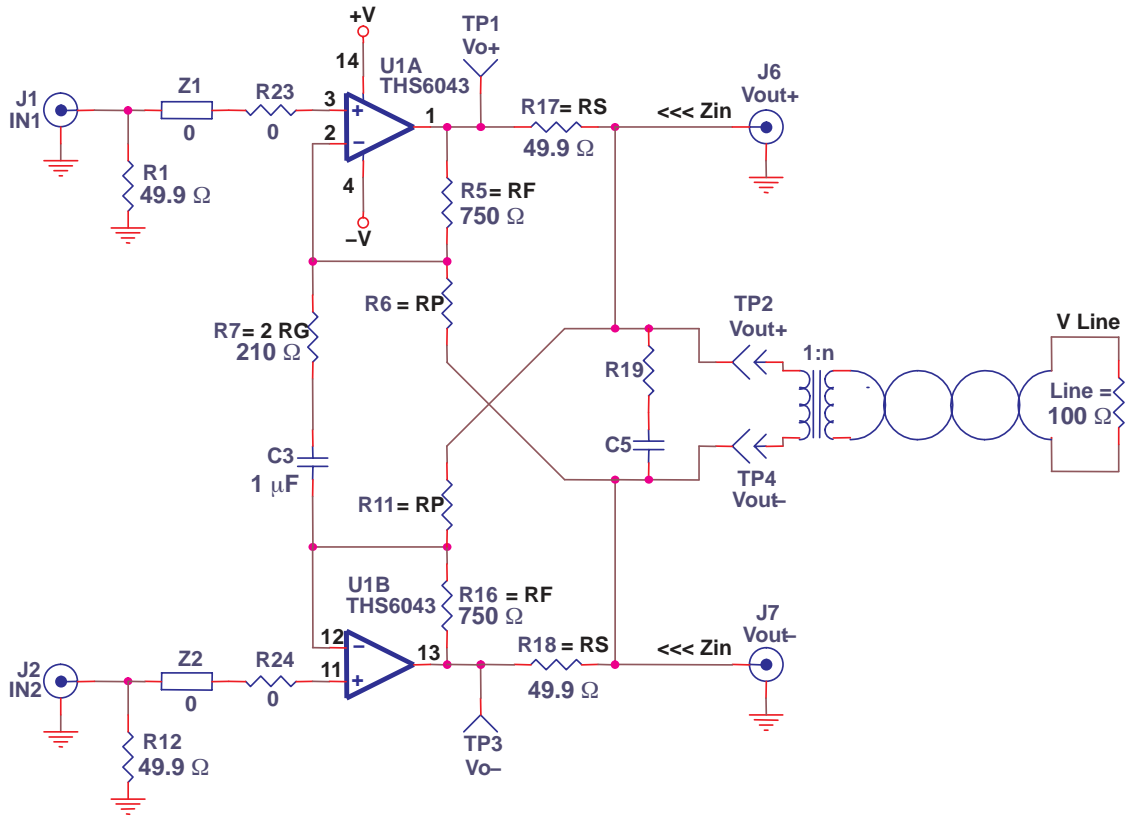 +V
TP1
Vo+
14
U1A
THS6043
J1
IN1
Z1
0
R23
0
3
+
2
−
1
4
R17= RS
49.9 Ω
<<< Zin
J6
Vout+
R1
49.9 Ω
R5= RF
750 Ω
−V
R6 = RP
R7= 2 RG
210 Ω
TP2
Vout+
V Line
1:n
R19
Line =
100 Ω
C3
1 μF
C5
TP4
Vout−
R11= RP
U1B
THS6043
R16 = RF
750 Ω
J7
Vout−
12
−
11
+
13
R18 = RS
49.9 Ω
<<< Zin
J2
IN2
Z2
0
R24
0
R12
49.9 Ω
TP3
Vo−